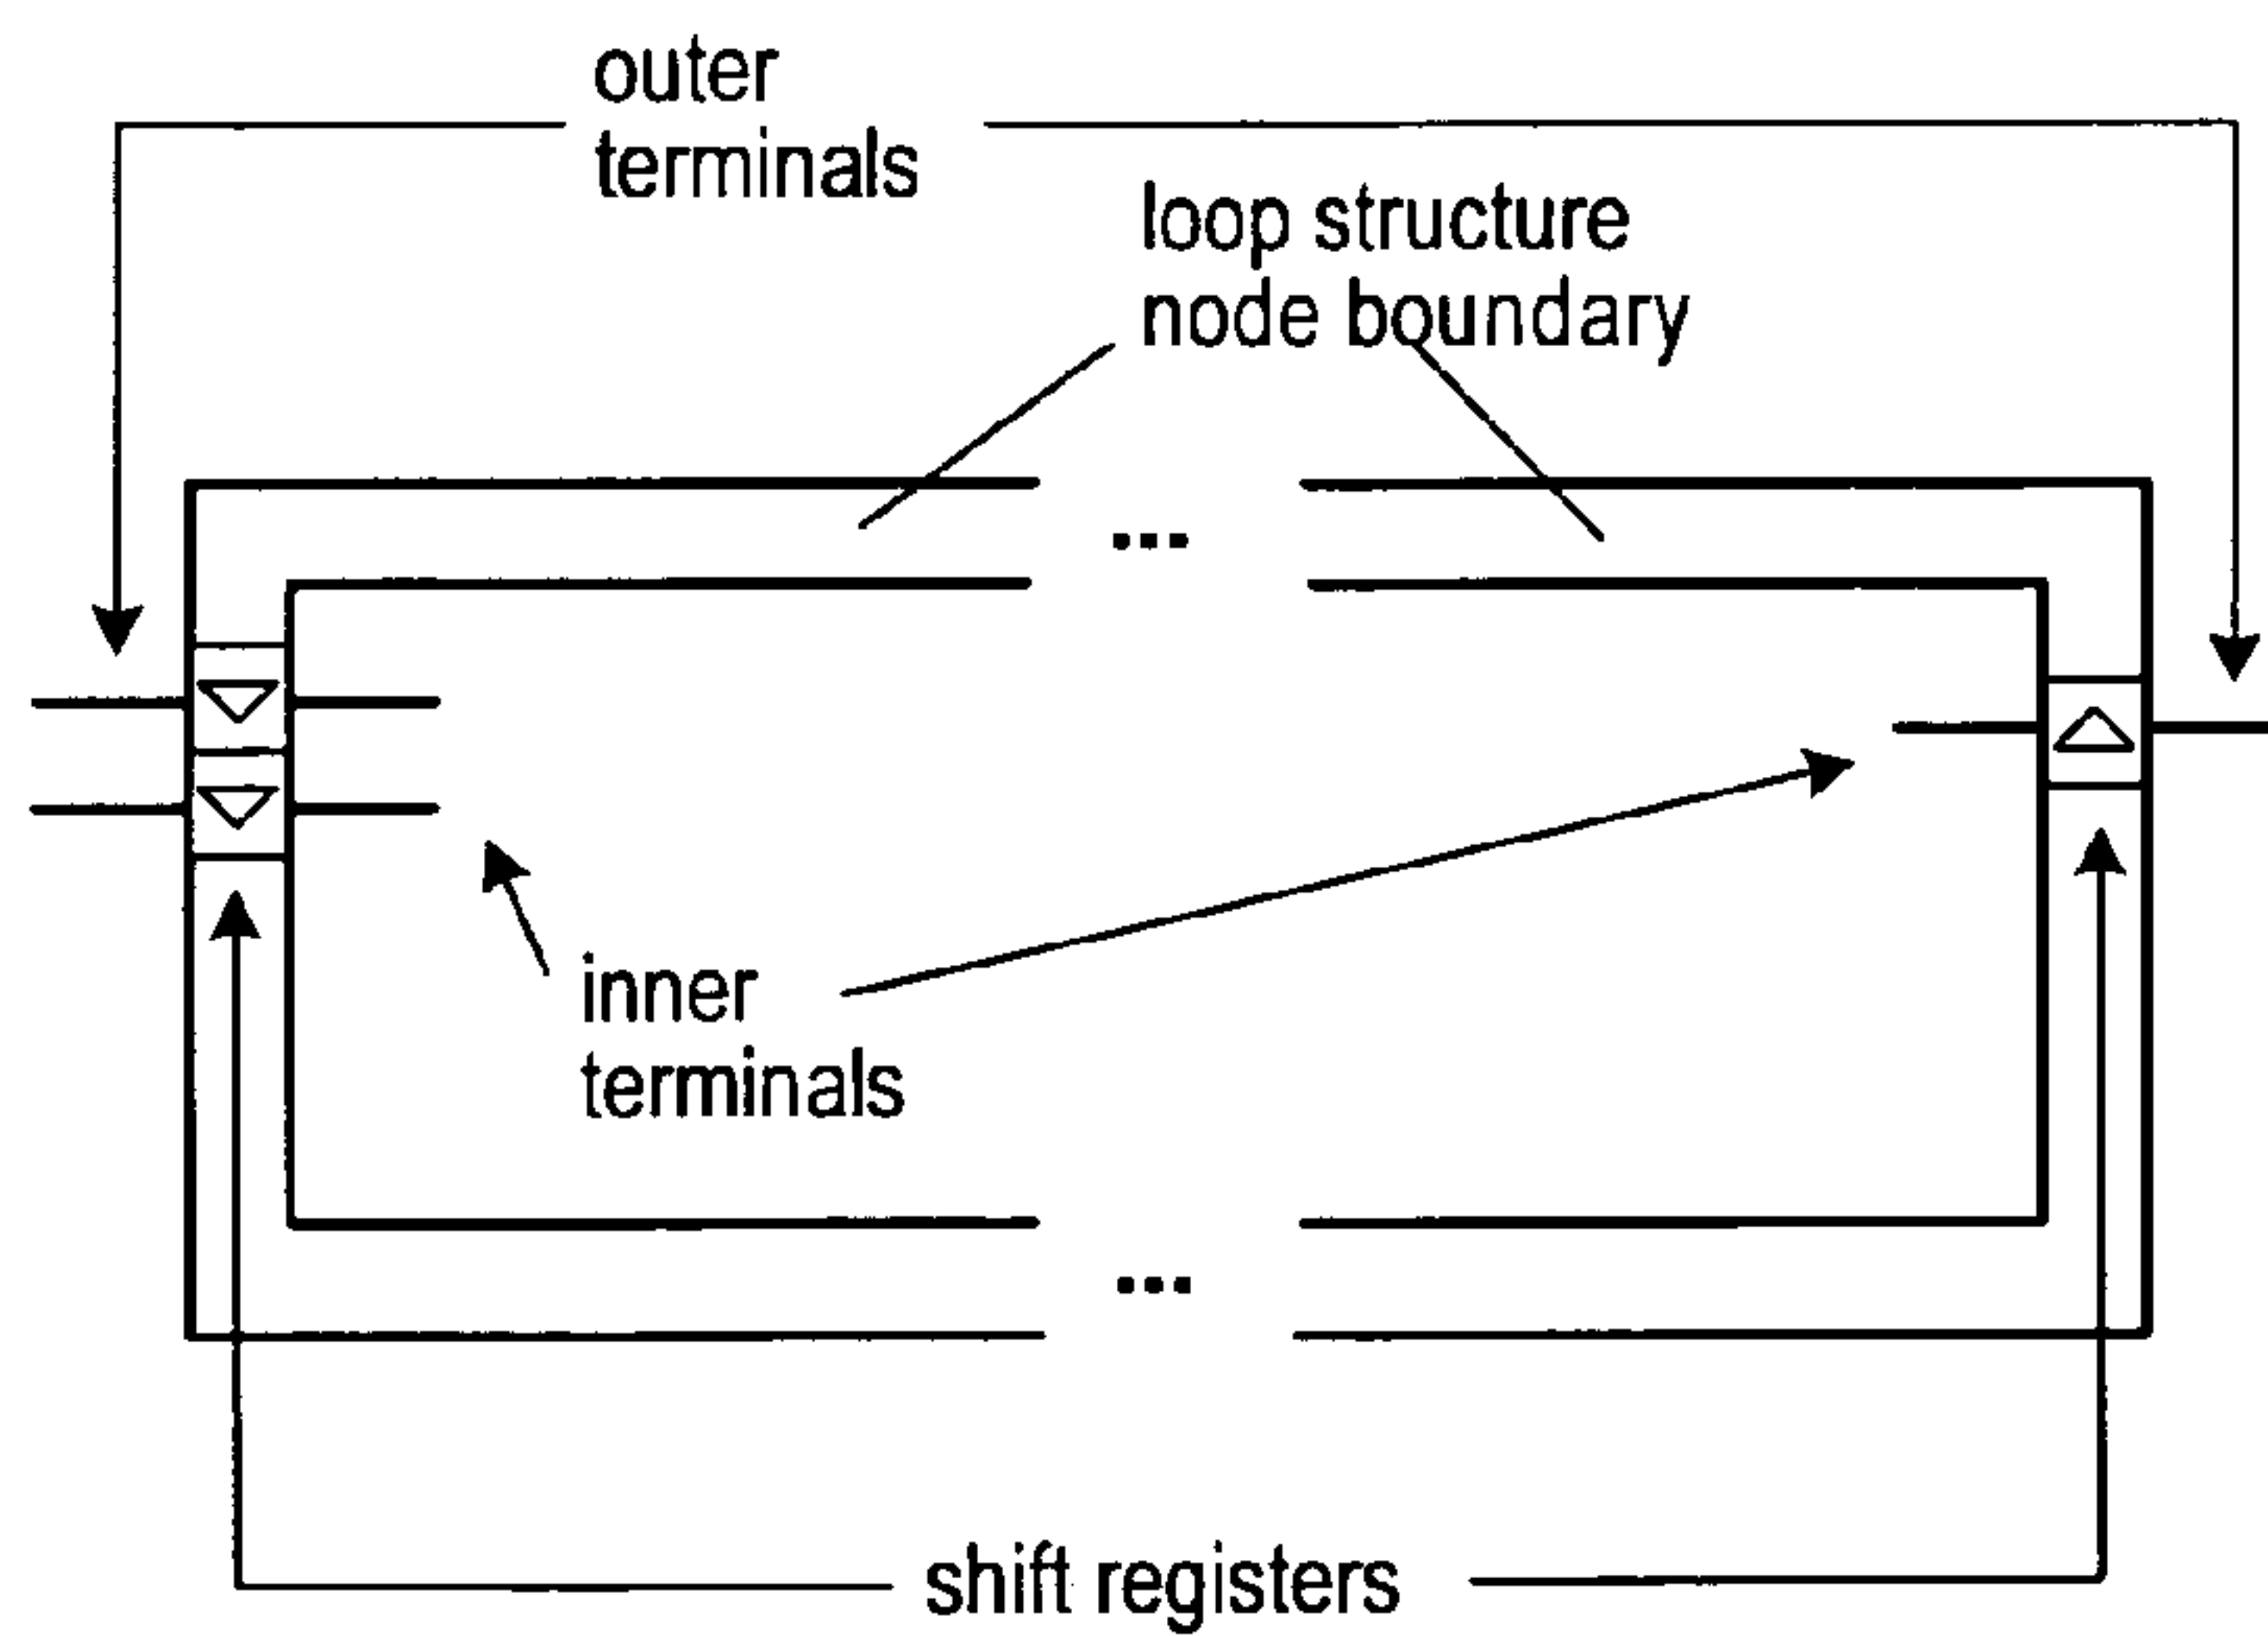 outer
terminals
loop structure
node boundary
...
inner
terminals
...
shift registers